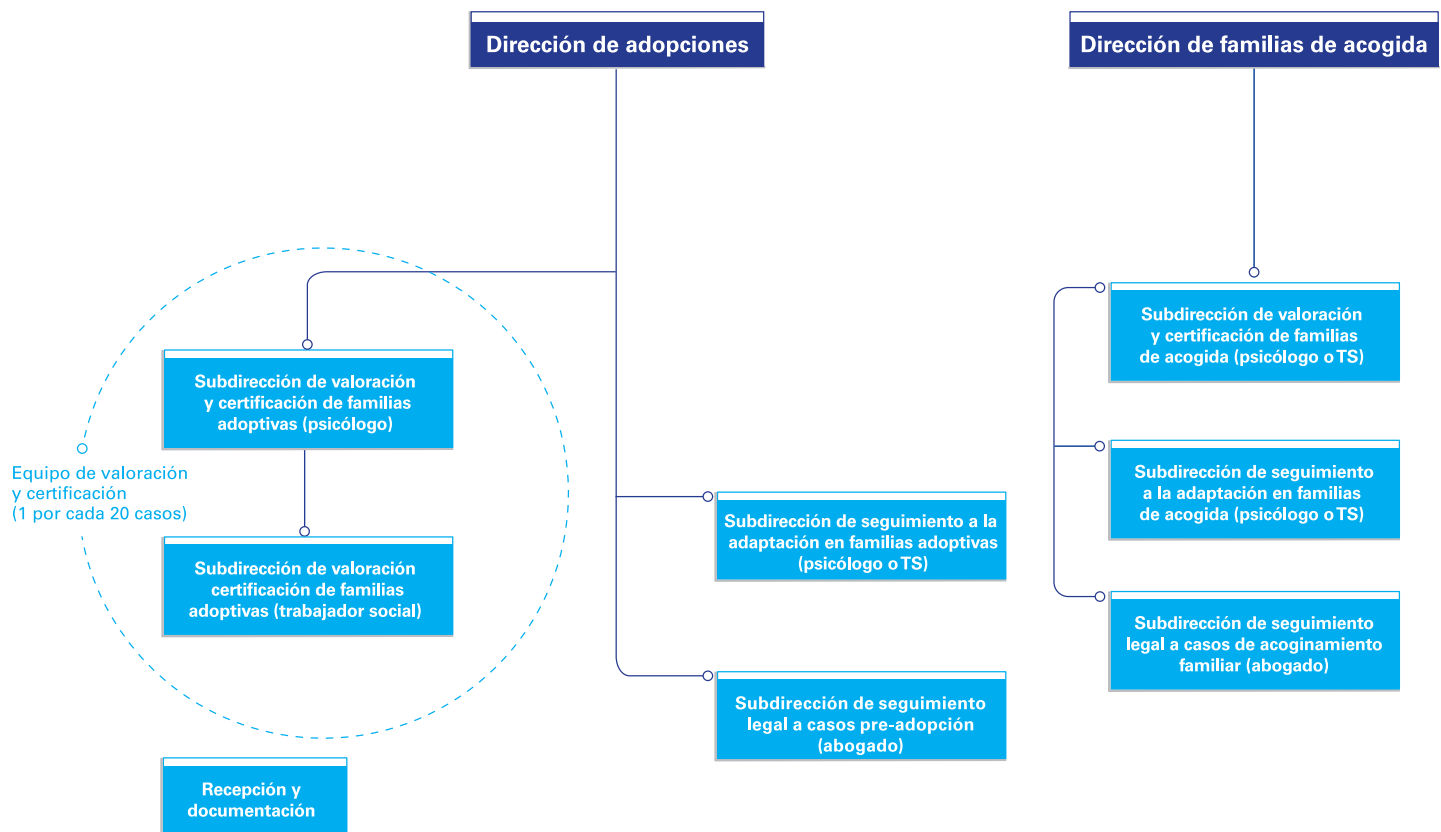 Dirección de adopciones
Dirección de familias de acogida
Subdirección de valoración
y certificación de familias
adoptivas (psicólogo)
Equipo de valoración
y certificación
(1 por cada 20 casos)
Subdirección de valoración
certificación de familias
adoptivas (trabajador social)
Recepción y
documentación
Subdirección de seguimiento a la
adaptación en familias adoptivas
(psicólogo o TS)
Subdirección de seguimiento
legal a casos pre-adopción
(abogado)
Subdirección de valoración
y certificación de familias
de acogida (psicólogo o TS)
Subdirección de seguimiento
a la adaptación en familias
de acogida (psicólogo o TS)
Subdirección de seguimiento
legal a casos de acoginamiento
familiar (abogado)